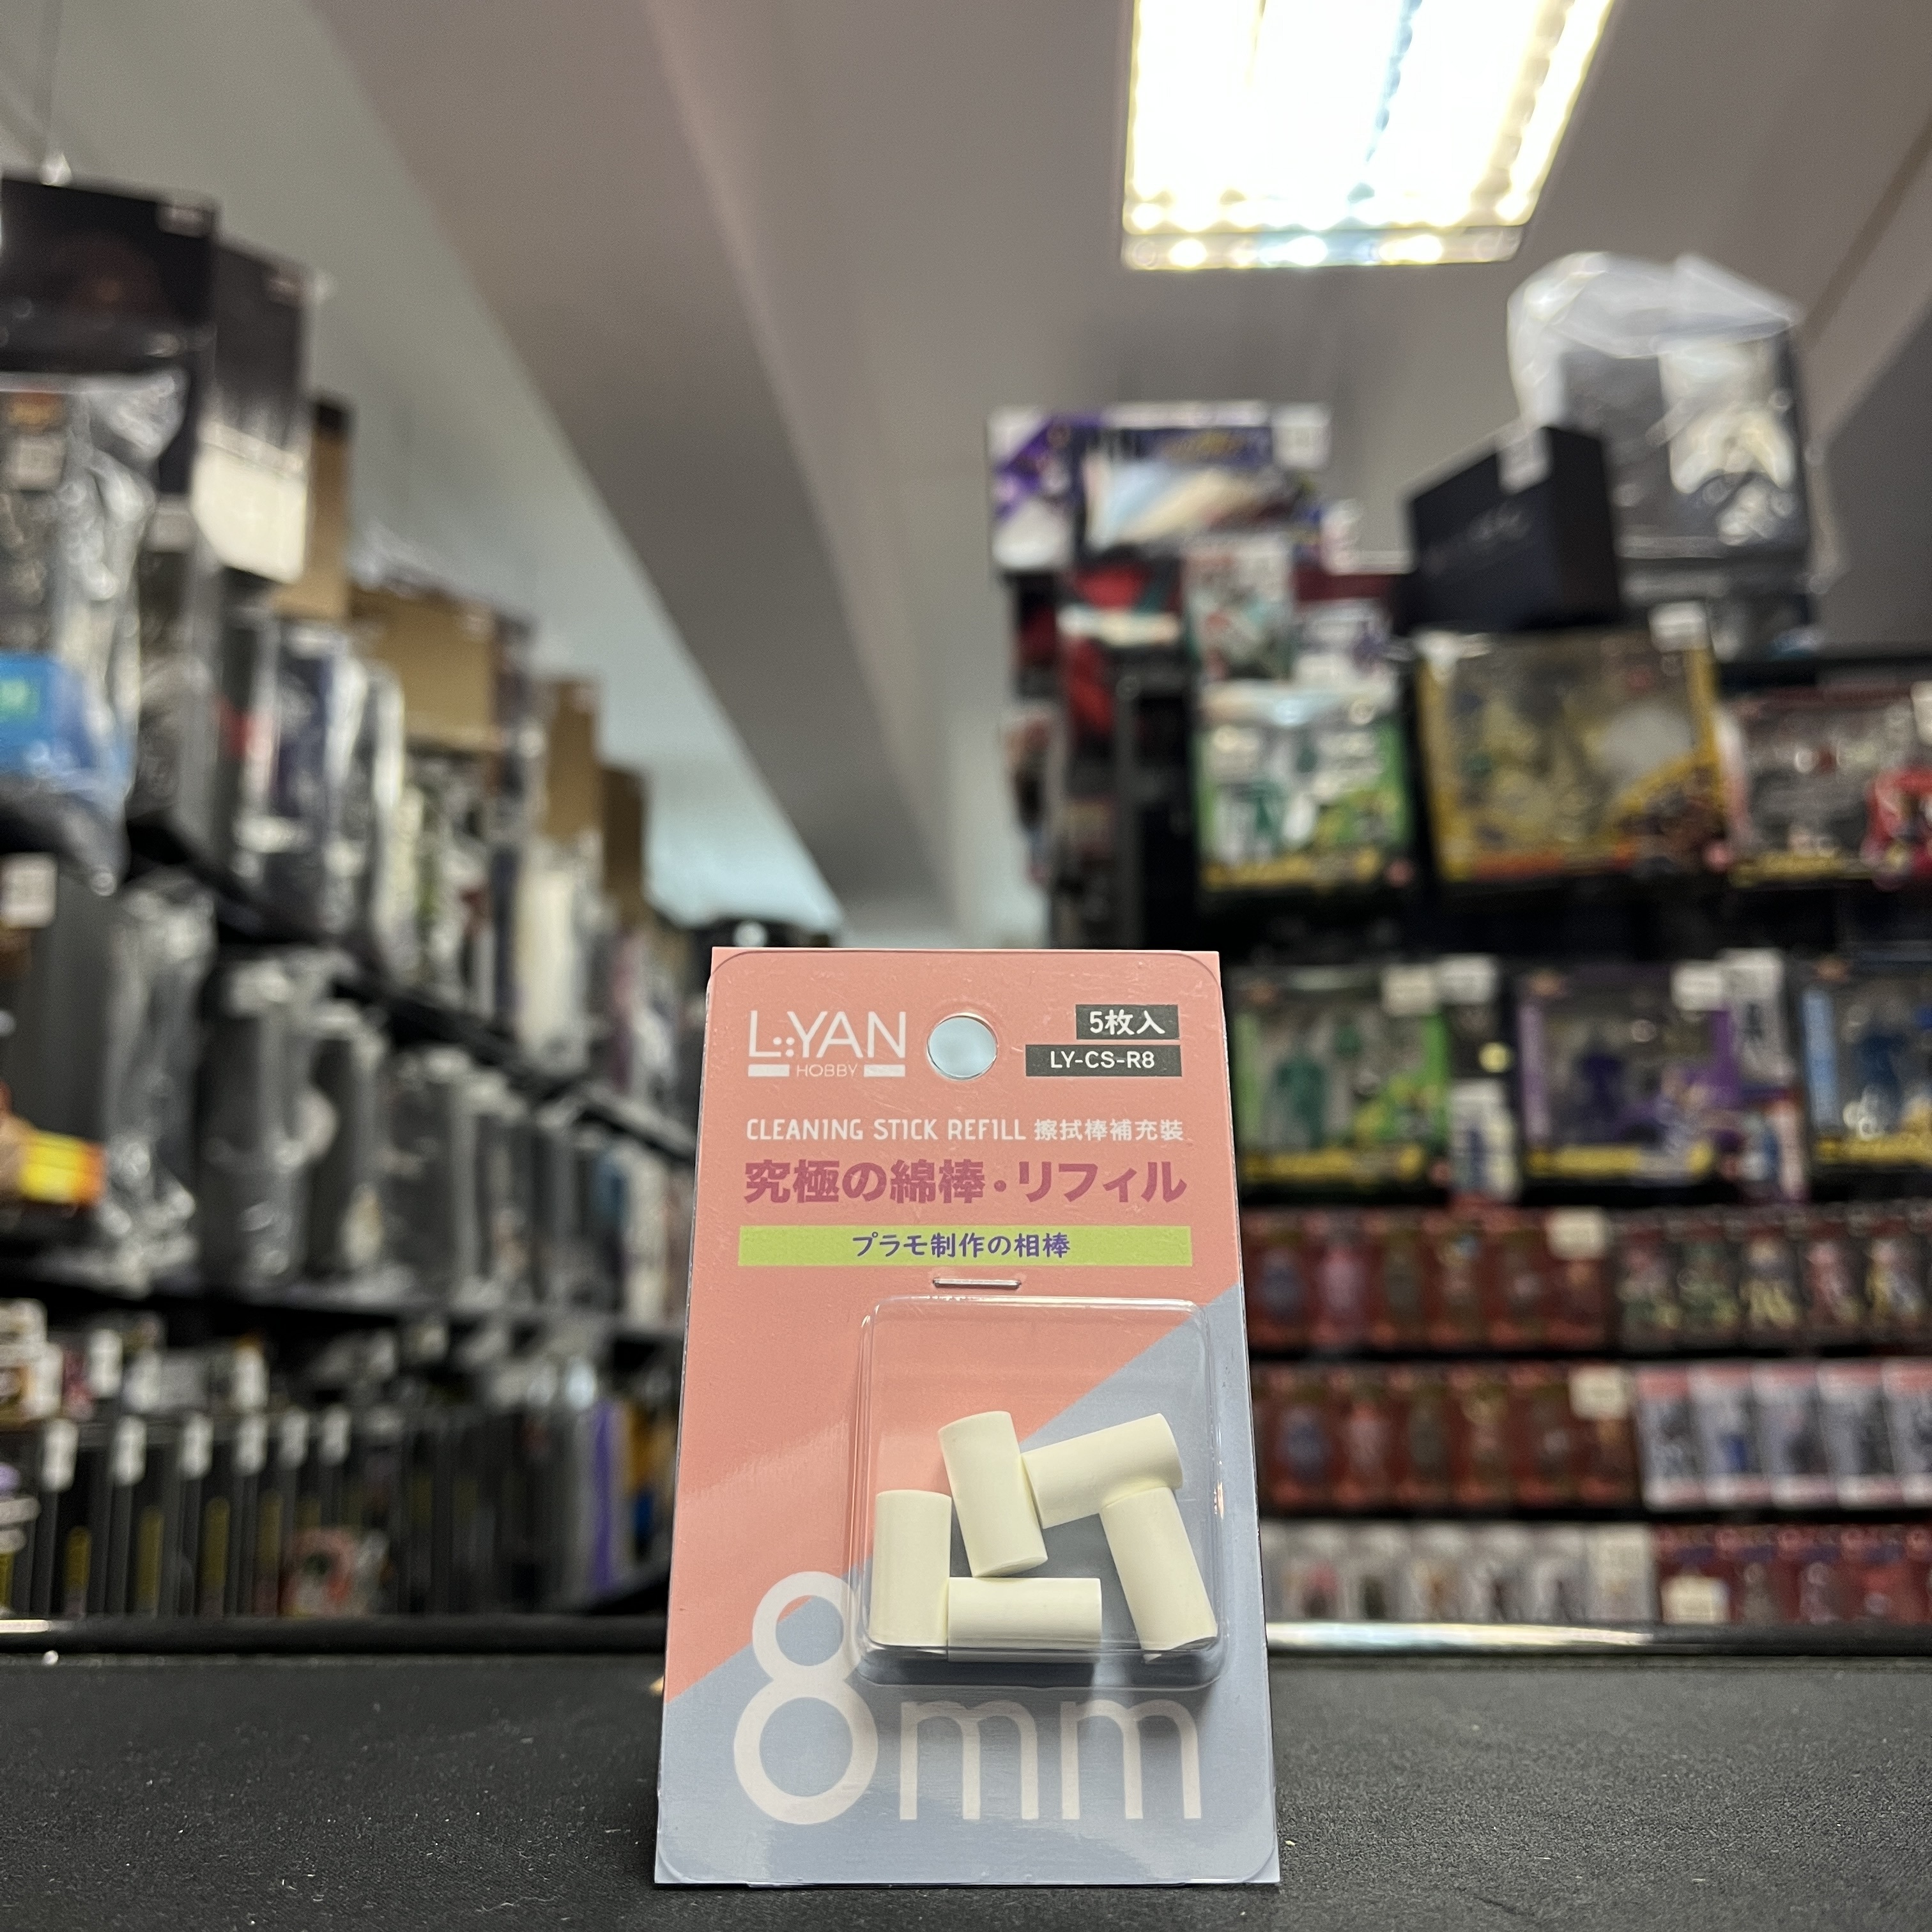 L:YAN
HOBBY
5枚入
LY-CS-R8
CLEANING STICK REFILL 擦拭棒補充裝
究極の綿棒・リフィル
プラモ制作の相棒
8mm